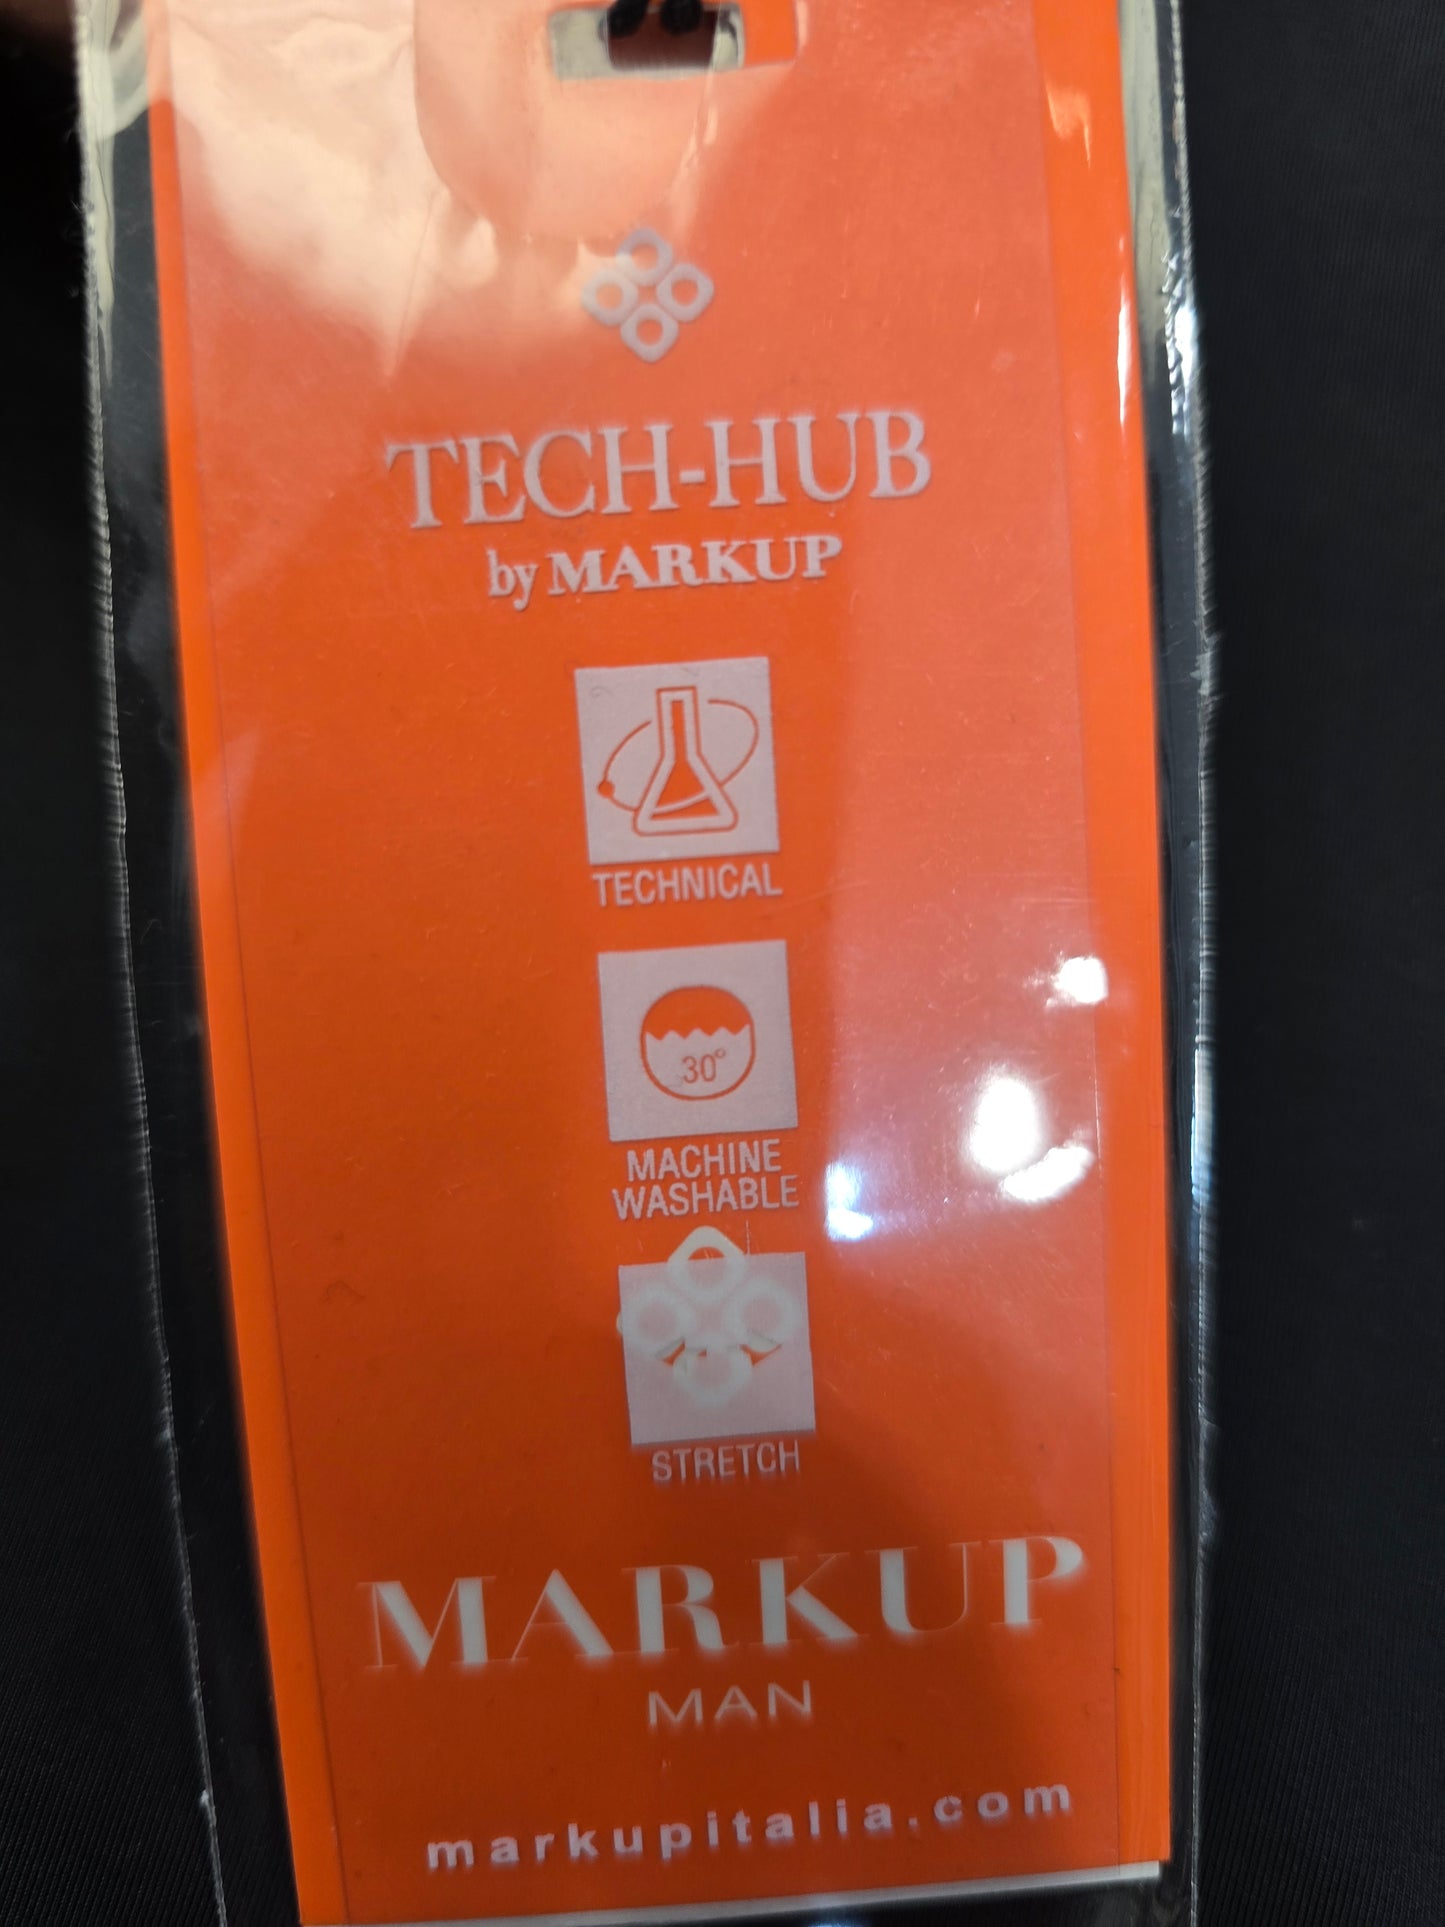 TECH-HUB
by MARKUP
TECHNICAL
30°
MACHINE
WASHABLE
STRETCH
MARKUP
MAN
markupitalia.com